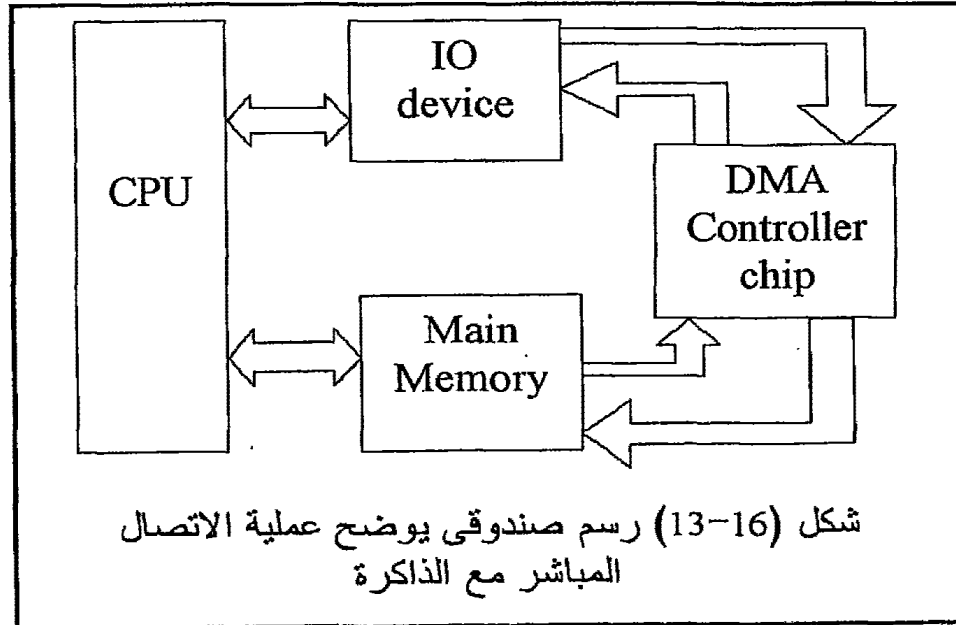 IO
device
CPU
DMA
Controller
chip
Main
Memory
شكل (16-13) رسم صندوقى يوضح عملية الاتصال
المباشر مع الذاكرة